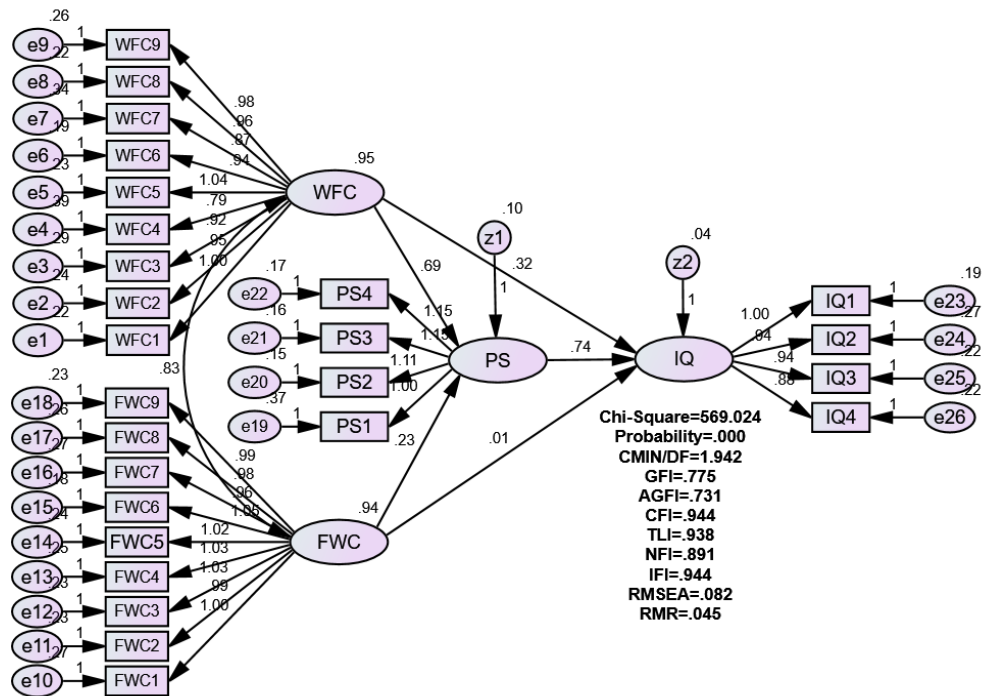 .26
e9 1 WFC9
.22
e8 1 WFC8
.34
e7 1 WFC7
.19
e6 1 WFC6
.23
e5 1 WFC5
.39
e4 1 WFC4
.29
e3 1 WFC3
.24
e2 1 WFC2
.22
e1 1 WFC1
.98
.96
.87
.94
1.04
.79
.92
.95
1.00
.95
WFC
.83
.23
e18 1 FWC9
.26
e17 1 FWC8
.27
e16 1 FWC7
.18
e15 1 FWC6
.24
e14 1 FWC5
.25
e13 1 FWC4
.23
e12 1 FWC3
.23
e11 1 FWC2
.27
e10 1 FWC1
.99
.98
.96
1.05
1.02
1.03
1.03
.99
1.00
.94
FWC
.17
e22 1 PS4
.16
e21 1 PS3
.15
e20 1 PS2
.37
e19 1 PS1
1.15
1.15
1.11
1.00
.69
.23
.10
z1
1
PS
.32
.74
.01
.04
z2
1
IQ
1.00
.94
.94
.88
.19
IQ1 1 e23
.27
IQ2 1 e24
.22
IQ3 1 e25
.22
IQ4 1 e26
Chi-Square=569.024
Probability=.000
CMIN/DF=1.942
GFI=.775
AGFI=.731
CFI=.944
TLI=.938
NFI=.891
IFI=.944
RMSEA=.082
RMR=.045